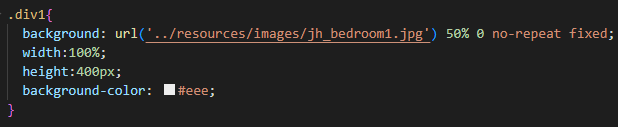 .div1{
background: url('../resources/images/jh_bedroom1.jpg') 50% 0 no-repeat fixed;
width:100%;
height:400px;
background-color: #eee;
}